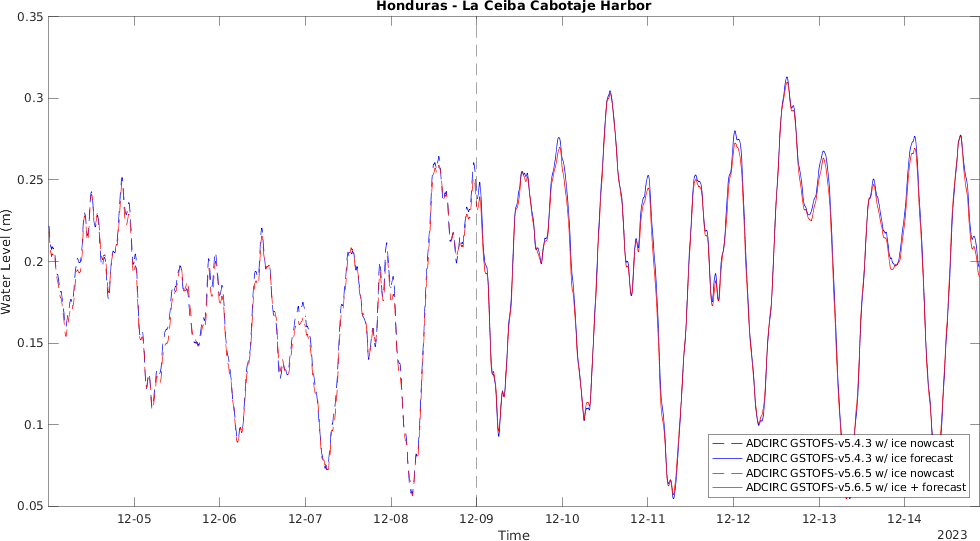 Honduras - La Ceiba Cabotaje Harbor
0.35
0.3
0.25
0.2
0.15
0.1
0.05
Water Level (m)
ADCIRC GSTOFS-v5.4.3 w/ ice nowcast
ADCIRC GSTOFS-v5.4.3 w/ ice forecast
ADCIRC GSTOFS-v5.6.5 w/ ice nowcast
ADCIRC GSTOFS-v5.6.5 w/ ice + forecast
12-05 12-06 12-07 12-08 12-09 12-10 12-11 12-12 12-13 12-14
Time
2023